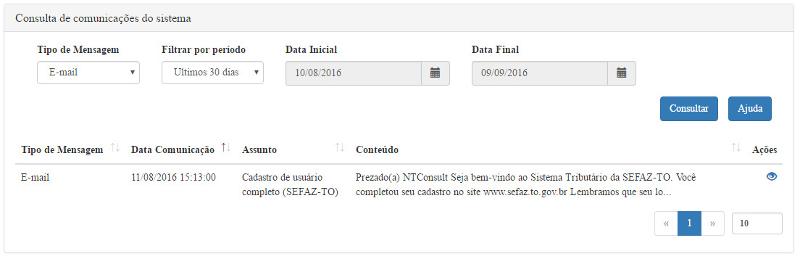 Consulta de comunicações do sistema
Tipo de Mensagem Filtrar por período Data Inicial Data Final
E-mail Ultimos 30 dias 10/08/2016 09/09/2016
Consultar Ajuda
Tipo de Mensagem Data Comunicação Assunto Conteúdo Ações
E-mail 11/08/2016 15:13:00 Cadastro de usuário Prezado(a) NTConsult Seja bem-vindo ao Sistema Tributário da SEFAZ-TO. Você
completo (SEFAZ-TO) completou seu cadastro no site www.sefaz.to.gov.br Lembramos que seu lo...
« 1 » 10